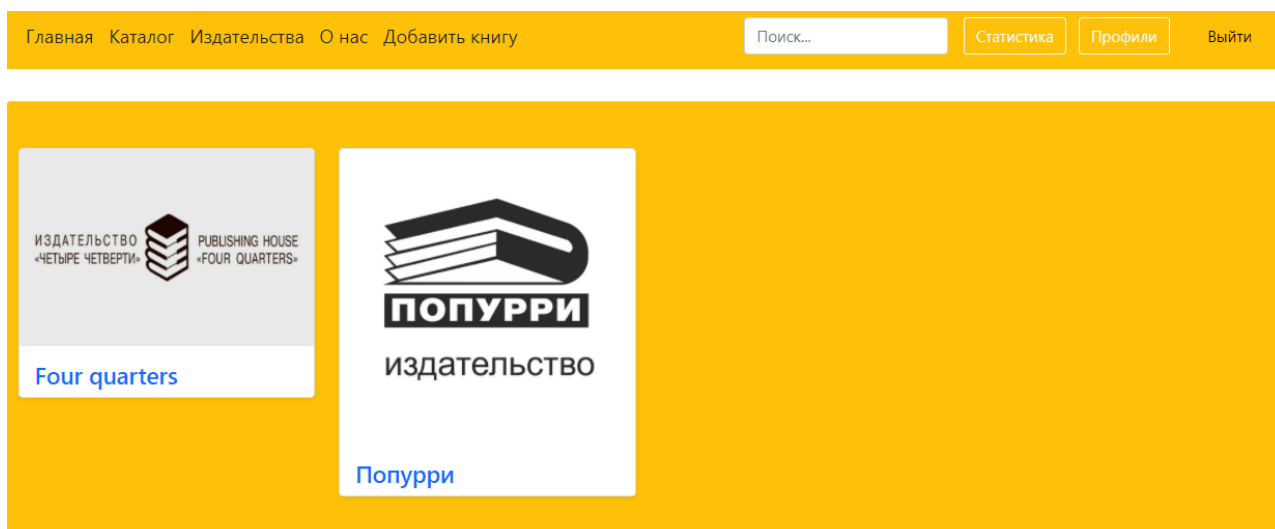 Главная Каталог Издательства О нас Добавить книгу Поиск... Статистика Профили Выйти
ИЗДАТЕЛЬСТВО
«ЧЕТЫРЕ ЧЕТВЕРТИ»
PUBLISHING HOUSE
«FOUR QUARTERS»
Four quarters
ПОПУРРИ
издательство
Попурри